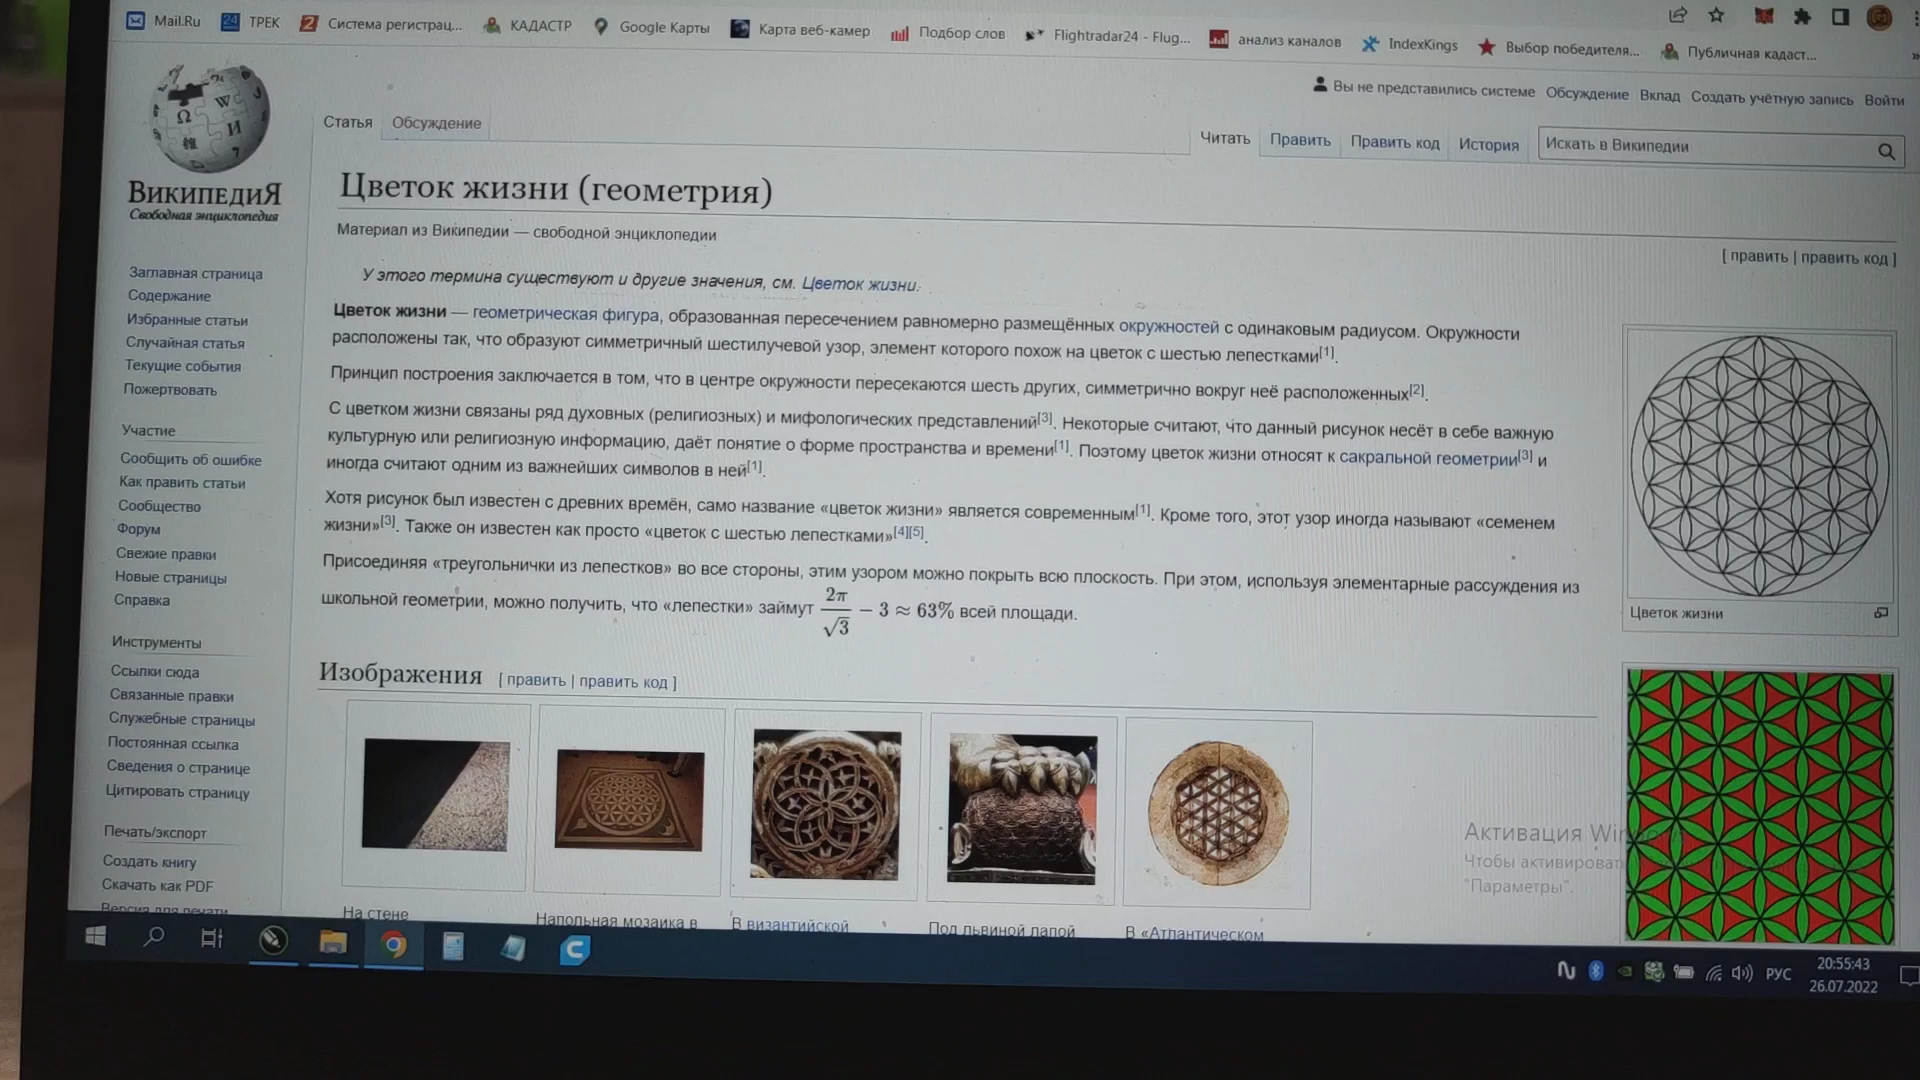 Mail.Ru
24 ТРЕК
Система регистрац...
КАДАСТР
Google Карты
Карта веб-камер
Подбор слов
Flightradar24 - Flug...
анализ каналов
IndexKings
Выбор победителя...
Публичная кадаст...
»
Вы не представились системе Обсуждение Вклад Создать учётную запись Войти
Статья Обсуждение
Читать Править Править код История Искать в Википедии
ВИКИПЕДИЯ
Свободная энциклопедия
Заглавная страница
Содержание
Избранные статьи
Случайная статья
Текущие события
Пожертвовать
Участие
Сообщить об ошибке
Как править статьи
Сообщество
Форум
Свежие правки
Новые страницы
Справка
Инструменты
Ссылки сюда
Связанные правки
Служебные страницы
Постоянная ссылка
Сведения о странице
Цитировать страницу
Печать/экспорт
Создать книгу
Скачать как PDF
Версия для печати
Цветок жизни (геометрия)
Материал из Википедии — свободной энциклопедии
[ править | править код ]
У этого термина существуют и другие значения, см. Цветок жизни.
Цветок жизни — геометрическая фигура, образованная пересечением равномерно размещённых окружностей с одинаковым радиусом. Окружности
расположены так, что образуют симметричный шестилучевой узор, элемент которого похож на цветок с шестью лепестками[1].
Принцип построения заключается в том, что в центре окружности пересекаются шесть других, симметрично вокруг неё расположенных[2].
С цветком жизни связаны ряд духовных (религиозных) и мифологических представлений[3]. Некоторые считают, что данный рисунок несёт в себе важную
культурную или религиозную информацию, даёт понятие о форме пространства и времени[1]. Поэтому цветок жизни относят к сакральной геометрии[3] и
иногда считают одним из важнейших символов в ней[1].
Хотя рисунок был известен с древних времён, само название «цветок жизни» является современным[1]. Кроме того, этот узор иногда называют «семенем
жизни»[3]. Также он известен как просто «цветок с шестью лепестками»[4][5].
Присоединяя «треугольнички из лепестков» во все стороны, этим узором можно покрыть всю плоскость. При этом, используя элементарные рассуждения из
школьной геометрии, можно получить, что «лепестки» займут 2π/√3 − 3 ≈ 63% всей площади.
Цветок жизни
Изображения [ править | править код ]
На стене
Напольная мозаика в
В византийской
Под львиной лапой
В «Атлантическом
Активация Windows
Чтобы активировать
"Параметры".
РУС
20:55:43
26.07.2022